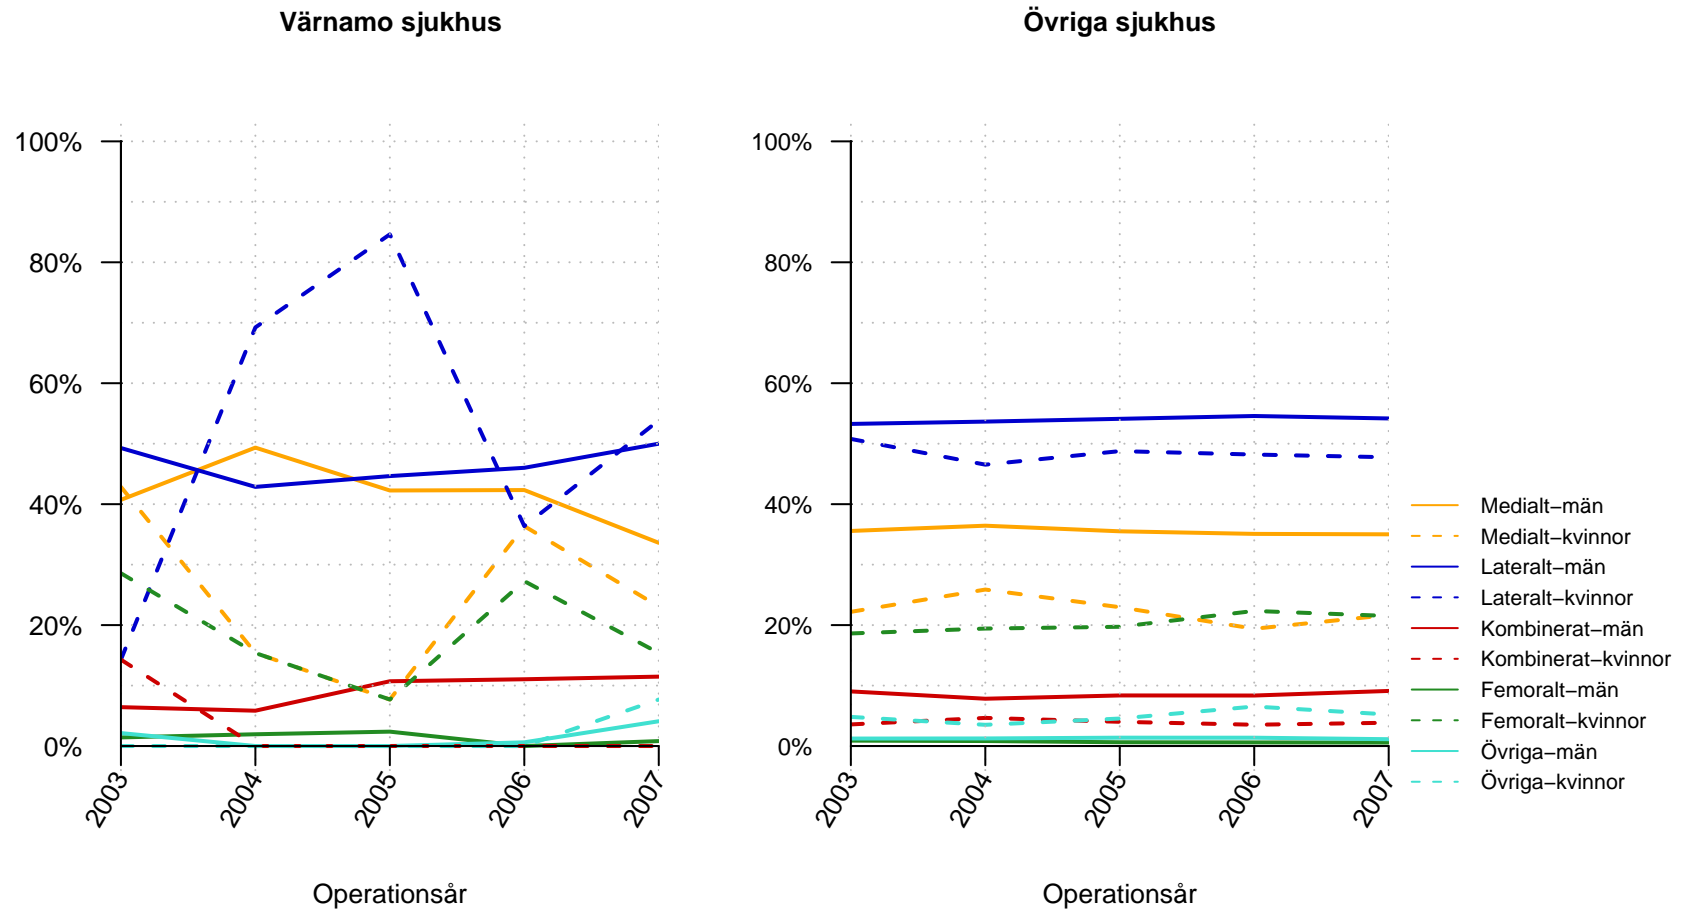 Värnamo sjukhus
100%
80%
60%
40%
20%
0%
2003
2004
2005
2006
2007
Operationsår
Övriga sjukhus
100%
80%
60%
40%
20%
0%
2003
2004
2005
2006
2007
Operationsår
Medialt−män
Medialt−kvinnor
Lateralt−män
Lateralt−kvinnor
Kombinerat−män
Kombinerat−kvinnor
Femoralt−män
Femoralt−kvinnor
Övriga−män
Övriga−kvinnor